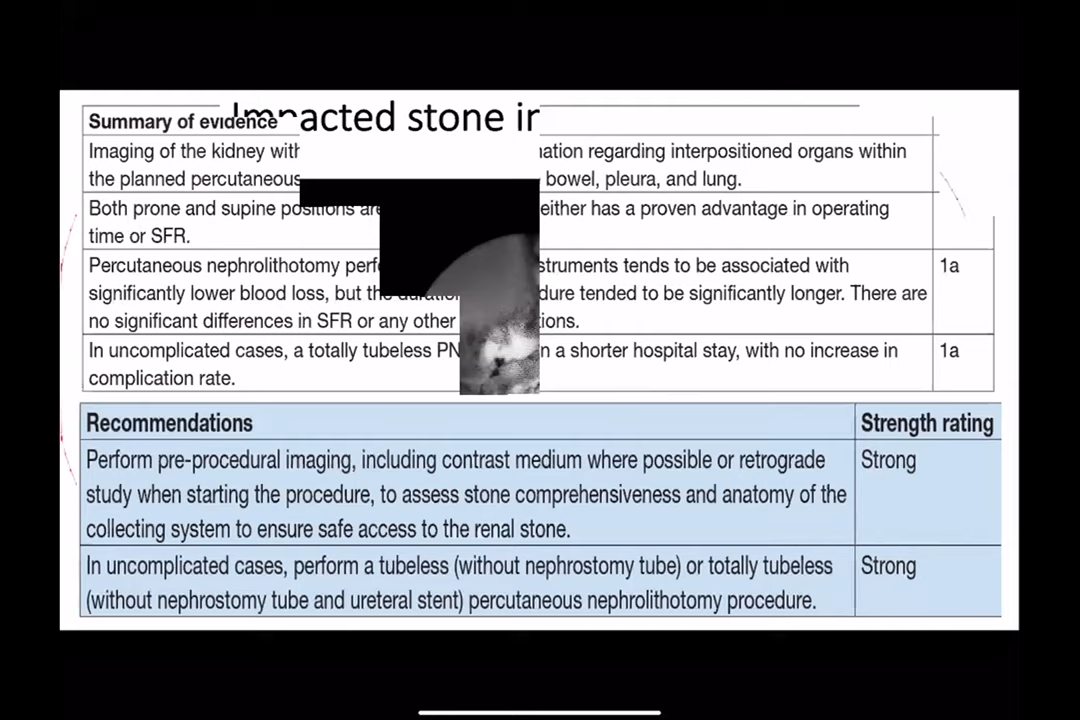 Impacted stone in
Summary of evidence
Imaging of the kidney with
nation regarding interpositioned organs within
the planned percutaneous
bowel, pleura, and lung.
Both prone and supine positions are
either has a proven advantage in operating
time or SFR.
Percutaneous nephrolithotomy perfo
struments tends to be associated with
1a
significantly lower blood loss, but the duration
dure tended to be significantly longer. There are
no significant differences in SFR or any other
tions.
In uncomplicated cases, a totally tubeless PN
n a shorter hospital stay, with no increase in
1a
complication rate.
Recommendations
Strength rating
Perform pre-procedural imaging, including contrast medium where possible or retrograde
Strong
study when starting the procedure, to assess stone comprehensiveness and anatomy of the
collecting system to ensure safe access to the renal stone.
In uncomplicated cases, perform a tubeless (without nephrostomy tube) or totally tubeless
Strong
(without nephrostomy tube and ureteral stent) percutaneous nephrolithotomy procedure.